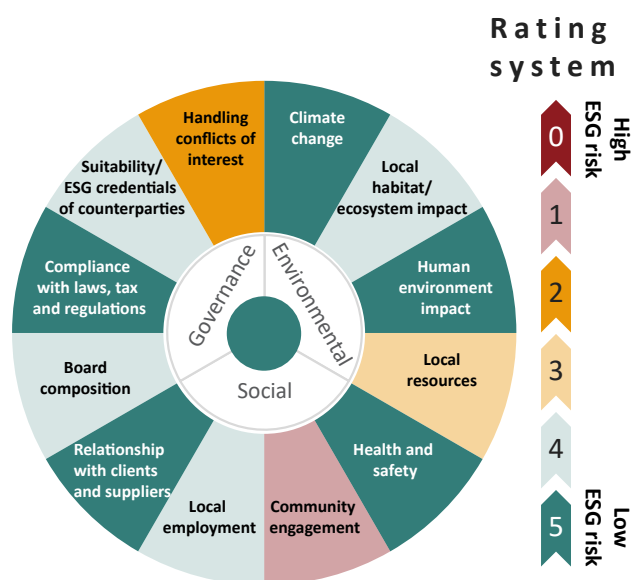 Rating
system
Handling
conflicts of
interest
Climate
change
Local
habitat/
ecosystem impact
Human
environment
impact
Local
resources
Health and
safety
Community
engagement
Local
employment
Relationship
with clients
and suppliers
Board
composition
Compliance
with laws, tax
and regulations
Suitability/
ESG credentials
of counterparties
Governance
Environmental
Social
0
1
2
3
4
5
High
ESG risk
Low
ESG risk